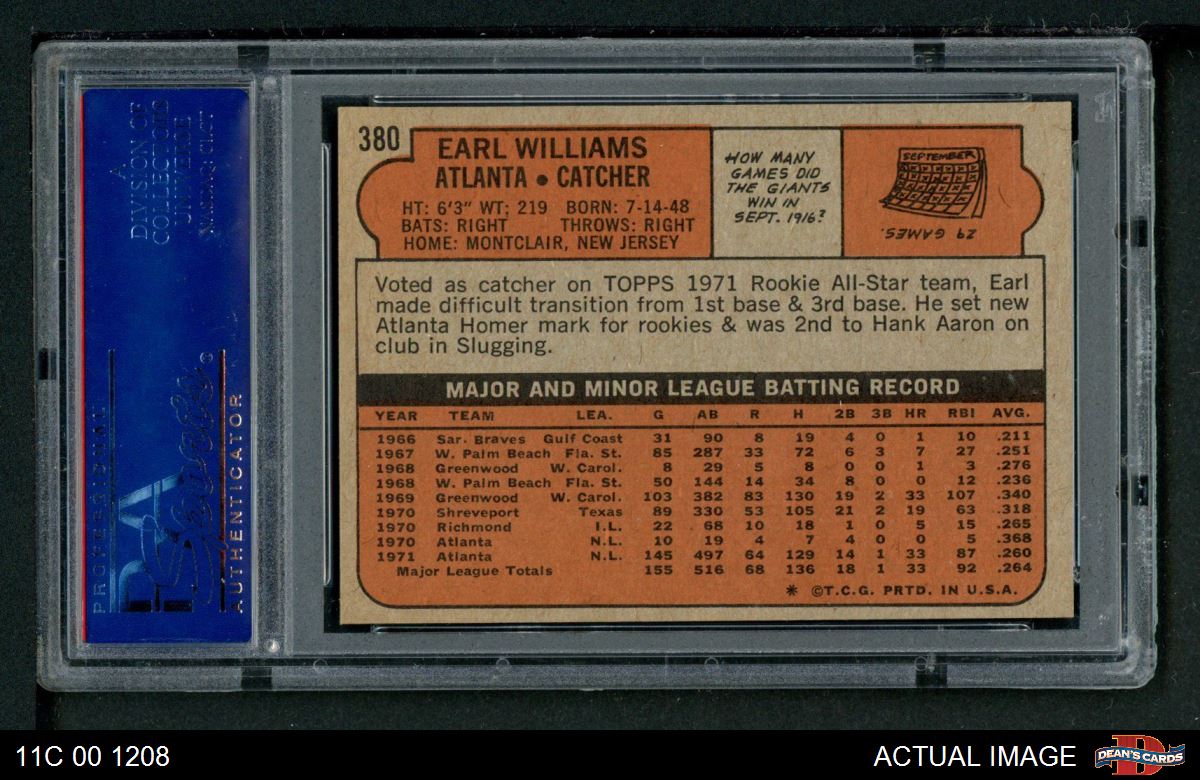 A
DIVISION OF
COLLECTORS
UNIVERSE
NASDAQ: CLCT
PROFESSIONAL
PSA
Sports ®
AUTHENTICATOR
380
EARL WILLIAMS
ATLANTA • CATCHER
HT: 6'3" WT: 219 BORN: 7-14-48
BATS: RIGHT THROWS: RIGHT
HOME: MONTCLAIR, NEW JERSEY
HOW MANY
GAMES DID
THE GIANTS
WIN IN
SEPT. 1916?
SEPTEMBER
29 GAMES.
Voted as catcher on TOPPS 1971 Rookie All-Star team, Earl
made difficult transition from 1st base & 3rd base. He set new
Atlanta Homer mark for rookies & was 2nd to Hank Aaron on
club in Slugging.
MAJOR AND MINOR LEAGUE BATTING RECORD
YEAR TEAM LEA. G AB R H 2B 3B HR RBI AVG.
1966 Sar. Braves Gulf Coast 31 90 8 19 4 0 1 10 .211
1967 W. Palm Beach Fla. St. 85 287 33 72 6 3 7 27 .251
1968 Greenwood W. Carol. 8 29 5 8 0 0 1 3 .276
1968 W. Palm Beach Fla. St. 50 144 14 34 8 0 0 12 .236
1969 Greenwood W. Carol. 103 382 83 130 19 2 33 107 .340
1970 Shreveport Texas 89 330 53 105 21 2 19 63 .318
1970 Richmond I.L. 22 68 10 18 1 0 5 15 .265
1970 Atlanta N.L. 10 19 4 7 4 0 0 5 .368
1971 Atlanta N.L. 145 497 64 129 14 1 33 87 .260
Major League Totals 155 516 68 136 18 1 33 92 .264
* ©T.C.G. PRTD. IN U.S.A.
11C 00 1208
ACTUAL IMAGE
DEAN'S CARDS